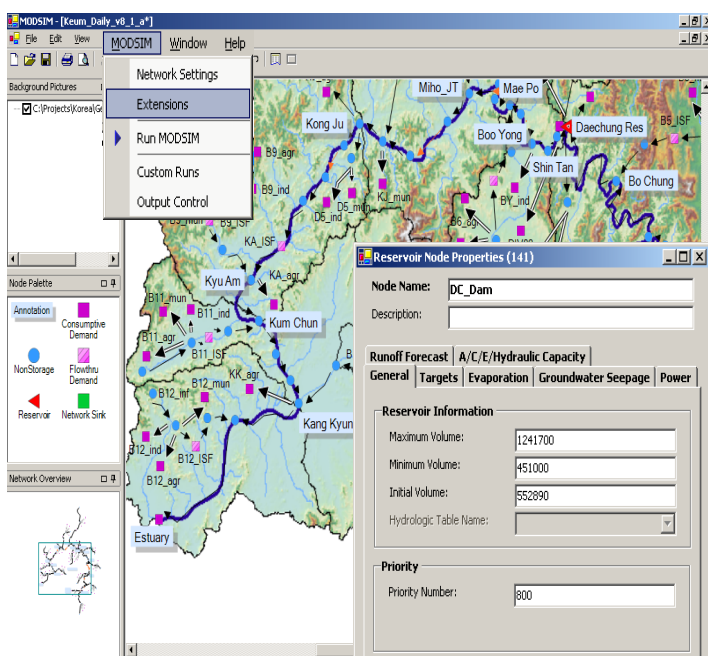 MODSIM - [Keum_Daily_v8_1_a*]
File Edit View MODSIM Window Help
Network Settings
Extensions
Run MODSIM
Custom Runs
Output Control
Background Pictures
C:\Projects\Korea\Ge
Node Palette
Annotation
Consumptive Demand
NonStorage
Flowthru Demand
Reservoir
Network Sink
Network Overview
Miho_JT
Mae Po
Kong Ju
Boo Yong
Daechung Res
B5_ISF
Shin Tan
Bo Chung
B9_agr
B9_ind
D5_ind
D5_mun
KJ_mun
BY_ind
B6_agr
B9_ISF
KA_ISF
Kyu Am
KA_agr
B11_mun
B11_ind
Kum Chun
B11_agr
B11_ISF
B12_inf
B12_mun
KK_agr
Kang Kyun
B12_ind
B12_ISF
B12_agr
Estuary
Reservoir Node Properties (141)
Node Name: DC_Dam
Description:
Runoff Forecast A/C/E/Hydraulic Capacity
General Targets Evaporation Groundwater Seepage Power
Reservoir Information
Maximum Volume: 1241700
Minimum Volume: 451000
Initial Volume: 552890
Hydrologic Table Name:
Priority
Priority Number: 800